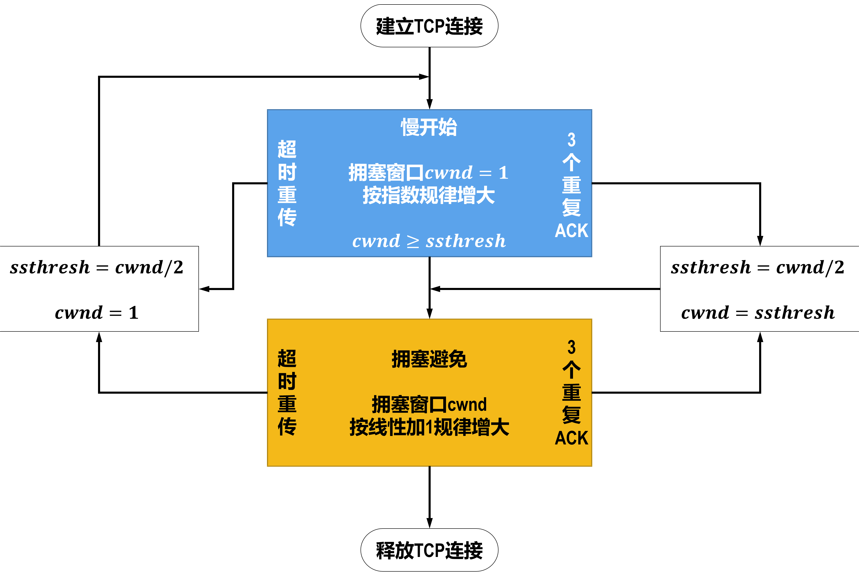 建立TCP连接
慢开始
超时重传
拥塞窗口cwnd = 1
按指数规律增大
cwnd ≥ ssthresh
3个重复ACK
ssthresh = cwnd/2
cwnd = 1
ssthresh = cwnd/2
cwnd = ssthresh
超时重传
拥塞避免
拥塞窗口cwnd
按线性加1规律增大
3个重复ACK
释放TCP连接